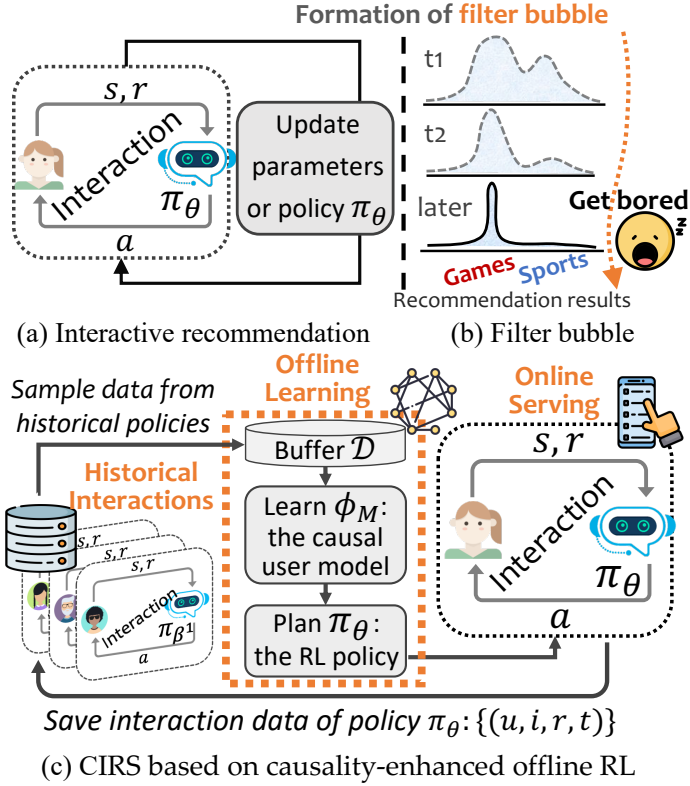 s, r
Interaction
π_θ
a
Update
parameters
or policy π_θ
(a) Interactive recommendation
Formation of filter bubble
t1
t2
later
Get bored
z z z
Games Sports
Recommendation results
(b) Filter bubble
Sample data from
historical policies
Historical
Interactions
s, r
s, r
s, r
Interaction
π_β¹
a
Offline
Learning
Buffer 𝒟
Learn ϕ_M:
the causal
user model
Plan π_θ:
the RL policy
Online
Serving
s, r
Interaction
π_θ
a
Save interaction data of policy π_θ: {(u, i, r, t)}
(c) CIRS based on causality-enhanced offline RL